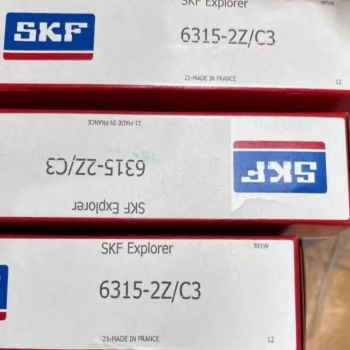 SKF
SKF Explorer
301W
6315-2Z/C3
21-MADE IN FRANCE
12
SKF
SKF Explorer
6315-2Z/C3
21-MADE IN FRANCE
SKF Explorer
301W
6315-2Z/C3
21-MADE IN FRANCE
12